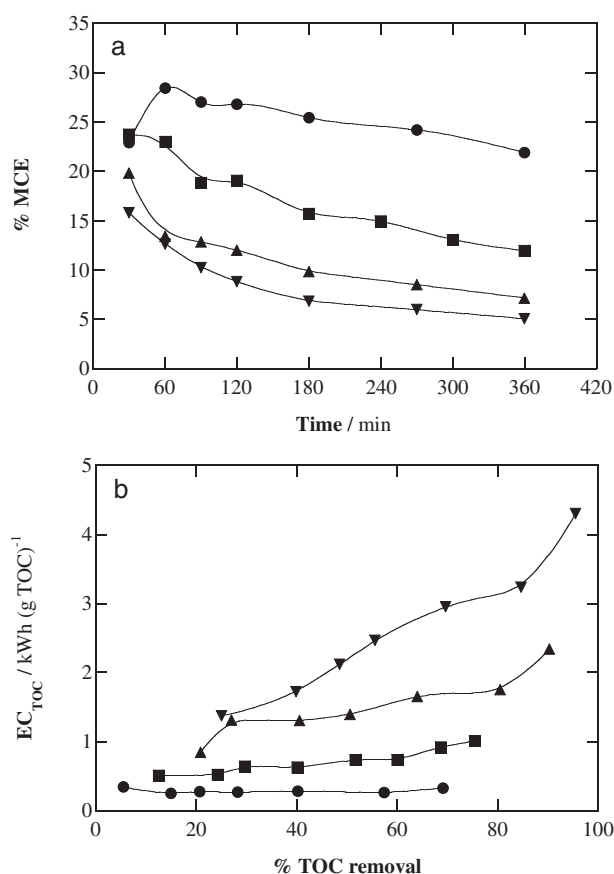 a
35
30
25
20
15
10
5
0
% MCE
0 60 120 180 240 300 360 420
Time / min
b
5
4
3
2
1
0
EC_TOC / kWh (g TOC)^-1
0 20 40 60 80 100
% TOC removal